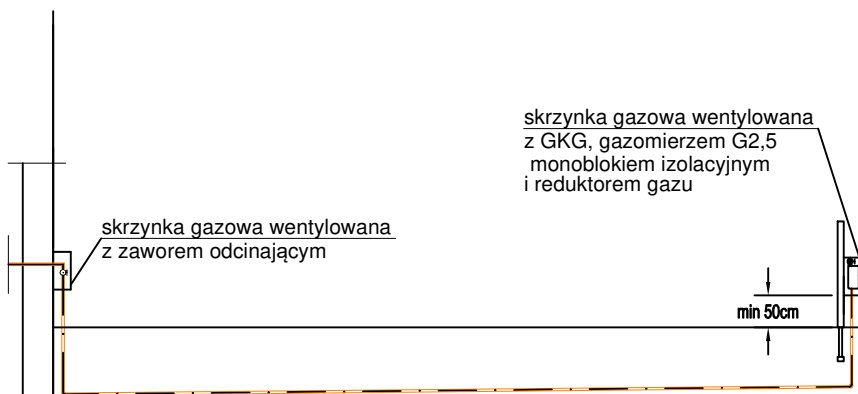 skrzynka gazowa wentylowana
z GKG, gazomierzem G2,5
monoblokiem izolacyjnym
i reduktorem gazu
skrzynka gazowa wentylowana
z zaworem odcinającym
min 50cm